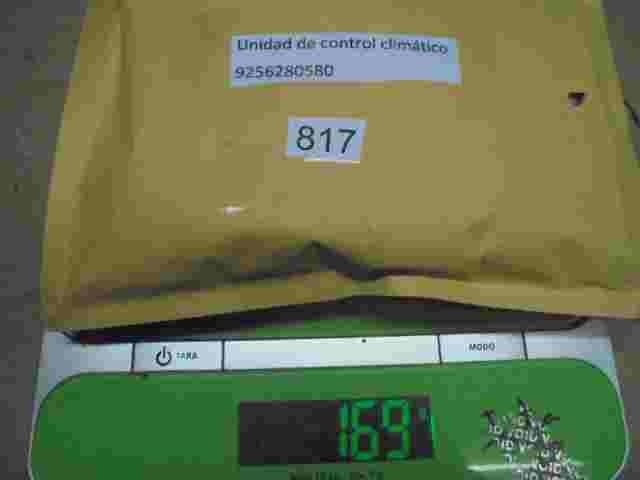 Unidad de control climático
9256280580
817
TARA
MODO
169